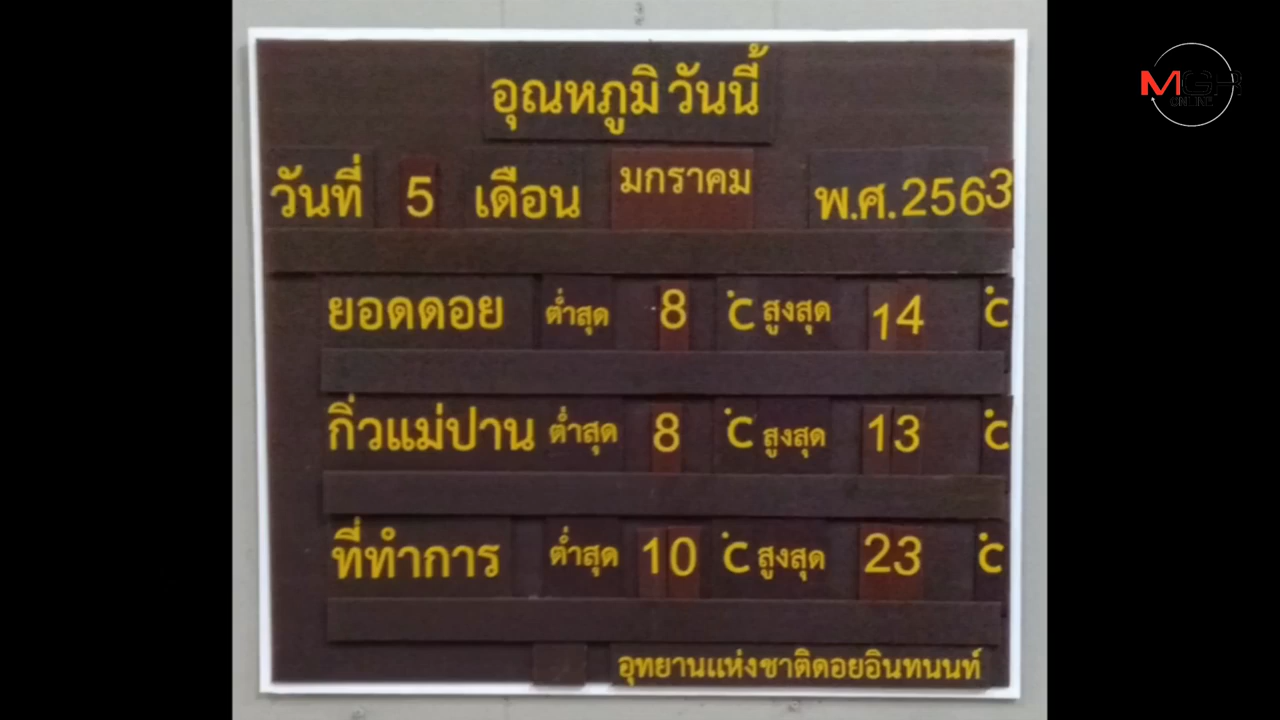 อุณหภูมิ วันนี้
วันที่ 5 เดือน มกราคม พ.ศ.2563
ยอดดอย ต่ำสุด 8 °C สูงสุด 14 °C
กิ่วแม่ปาน ต่ำสุด 8 °C สูงสุด 13 °C
ที่ทำการ ต่ำสุด 10 °C สูงสุด 23 °C
อุทยานแห่งชาติดอยอินทนนท์
MGR
ONLINE